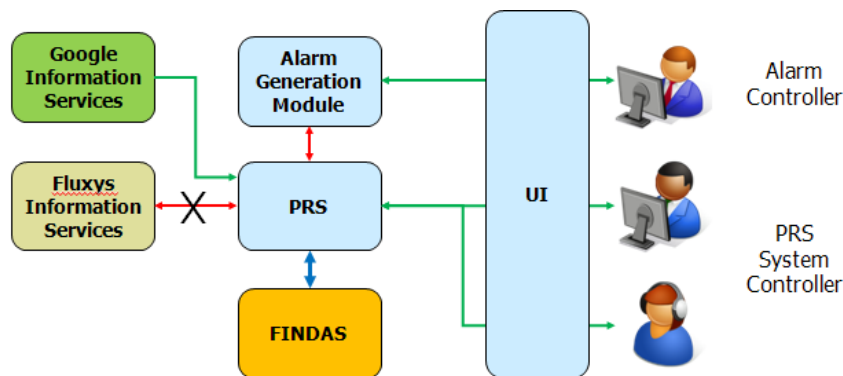 Google
Information
Services
Alarm
Generation
Module
Alarm
Controller
Fluxys
Information
Services
PRS
UI
PRS
System
Controller
FINDAS